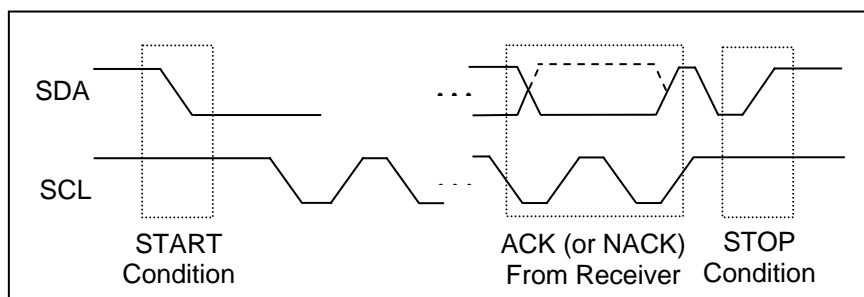 SDA
SCL
START
Condition
ACK (or NACK)
From Receiver
STOP
Condition